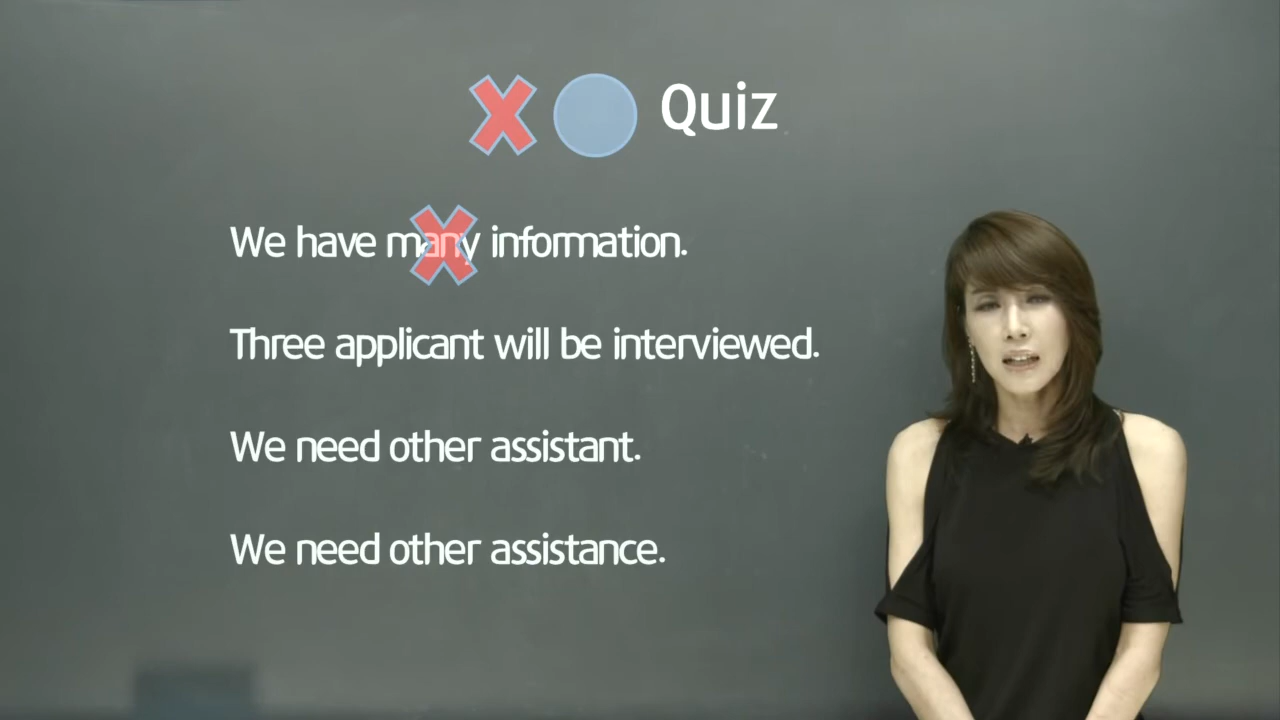 Quiz
We have many information.
Three applicant will be interviewed.
We need other assistant.
We need other assistance.